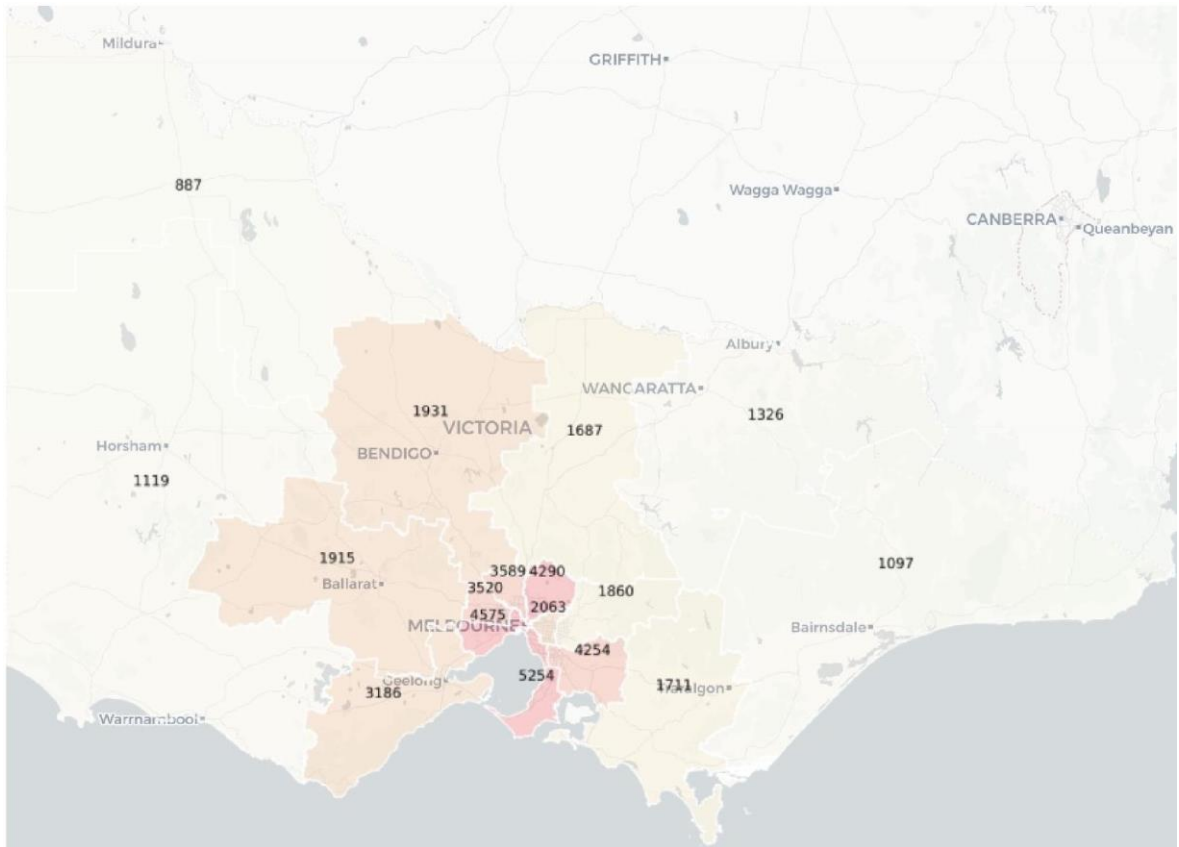 Mildura
GRIFFITH
887
Wagga Wagga
CANBERRA
Queanbeyan
Albury
WANGARATTA
1931
1326
VICTORIA
1687
Horsham
BENDIGO
1119
1915
1097
3589 4290
3520
1860
Ballarat
2063
4575
MELBOURNE
Bairnsdale
4254
5254
Geelong
1711
Traralgon
3186
Warrnambool